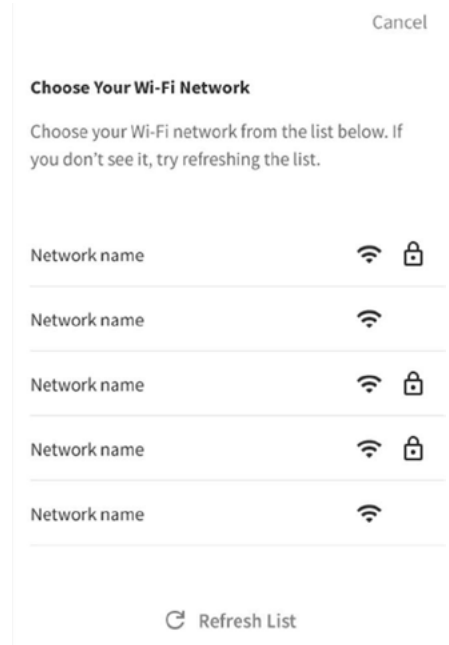 Cancel
Choose Your Wi-Fi Network
Choose your Wi-Fi network from the list below. If
you don't see it, try refreshing the list.
Network name
Network name
Network name
Network name
Network name
Refresh List